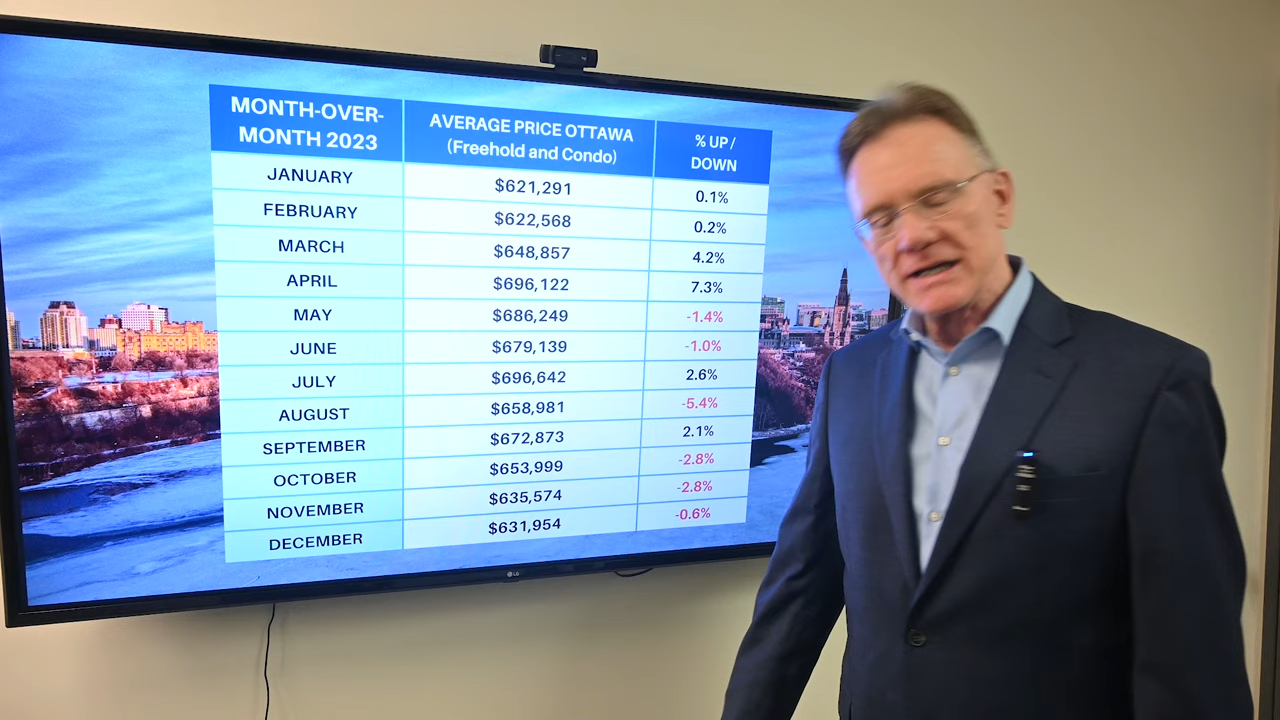 MONTH-OVER-
MONTH 2023
AVERAGE PRICE OTTAWA
(Freehold and Condo)
% UP /
DOWN
JANUARY $621,291 0.1%
FEBRUARY $622,568 0.2%
MARCH $648,857 4.2%
APRIL $696,122 7.3%
MAY $686,249 -1.4%
JUNE $679,139 -1.0%
JULY $696,642 2.6%
AUGUST $658,981 -5.4%
SEPTEMBER $672,873 2.1%
OCTOBER $653,999 -2.8%
NOVEMBER $635,574 -2.8%
DECEMBER $631,954 -0.6%
LG